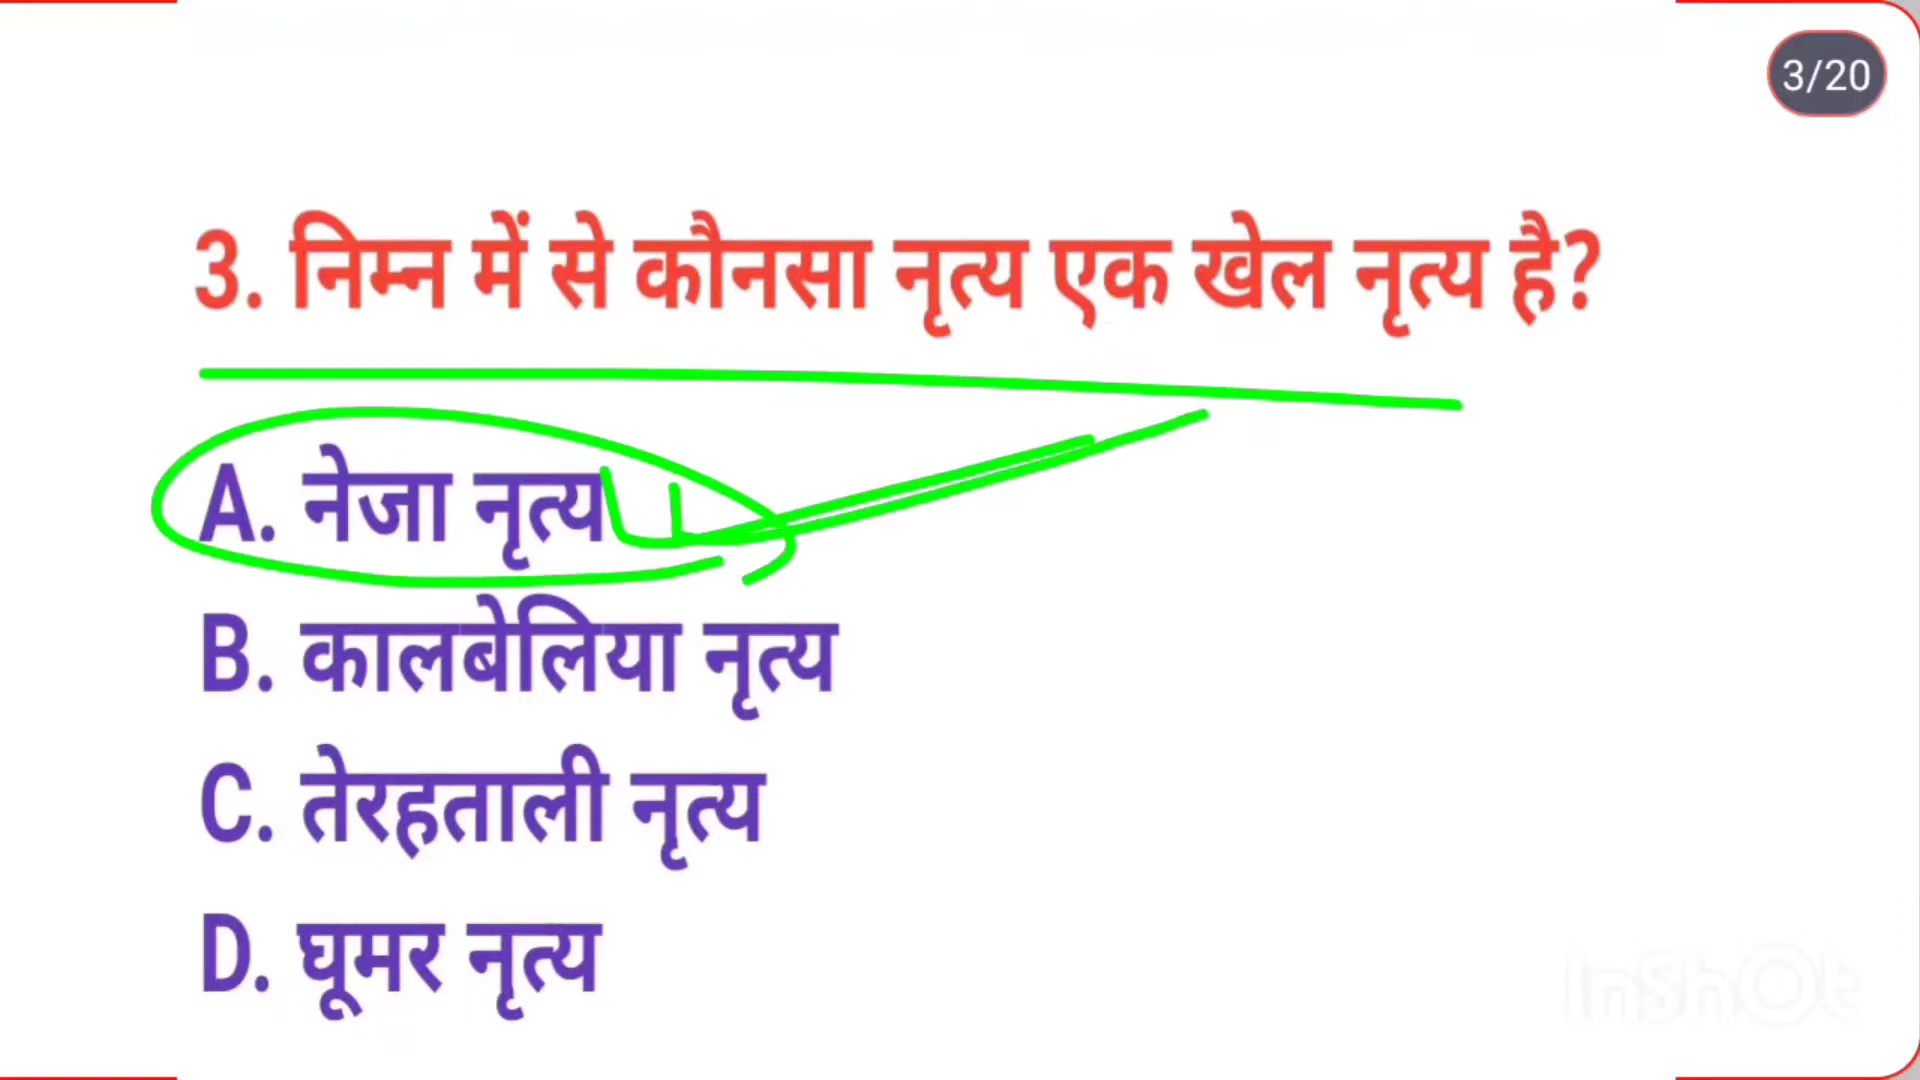 3/20
3. निम्न में से कौनसा नृत्य एक खेल नृत्य है?
A. नेजा नृत्य
B. कालबेलिया नृत्य
C. तेरहताली नृत्य
D. घूमर नृत्य
InShOt